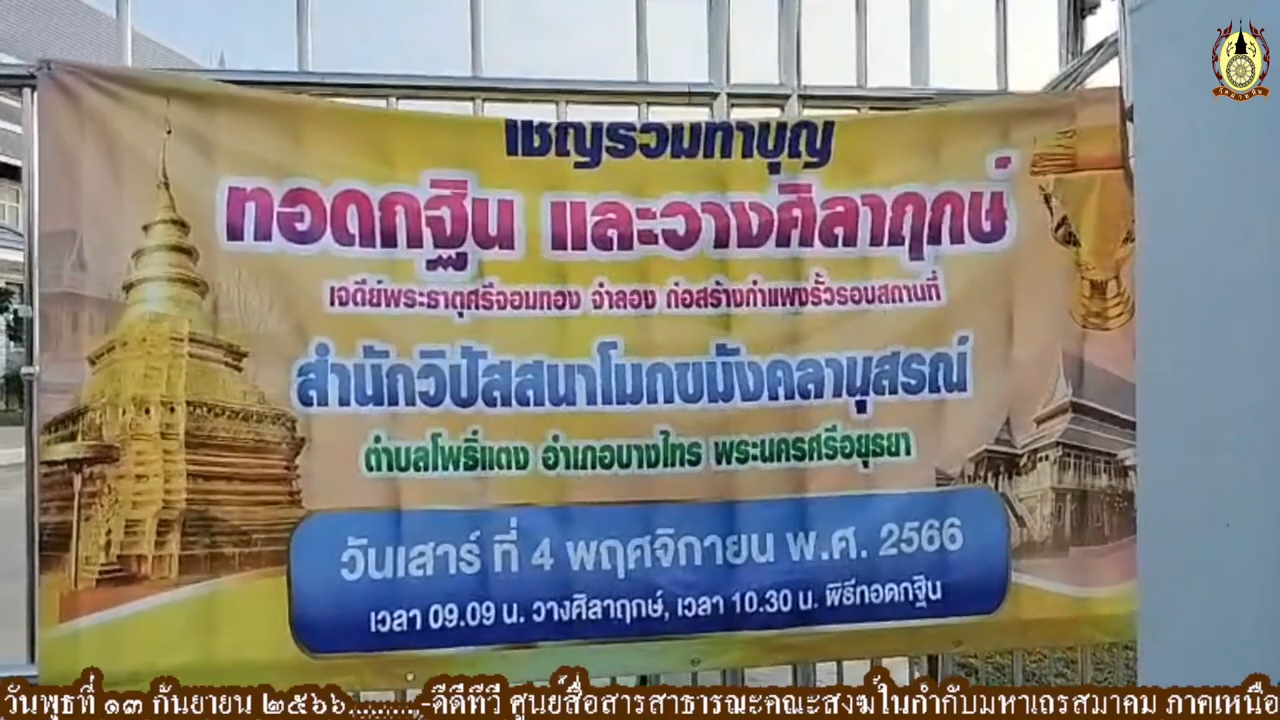 เชิญร่วมทำบุญ
ทอดกฐิน และวางศิลาฤกษ์
เจดีย์พระธาตุศรีจอมทอง จำลอง ก่อสร้างกำแพงรั้วรอบสถานที่
สำนักวิปัสสนาโมกขมังคลานุสรณ์
ตำบลโพธิ์แตง อำเภอบางไทร พระนครศรีอยุธยา
วันเสาร์ ที่ 4 พฤศจิกายน พ.ศ. 2566
เวลา 09.09 น. วางศิลาฤกษ์, เวลา 10.30 น. พิธีทอดกฐิน
วันพุธที่ ๑๓ กันยายน ๒๕๖๖..........-ดีดีทีวี ศูนย์สื่อสารสาธารณะคณะสงฆ์ในกำกับมหาเถรสมาคม ภาคเหนือ